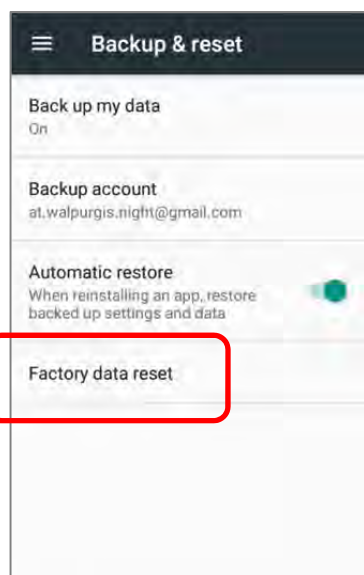 Backup & reset
Back up my data
On
Backup account
at.walpurgis.night@gmail.com
Automatic restore
When reinstalling an app, restore
backed up settings and data
Factory data reset